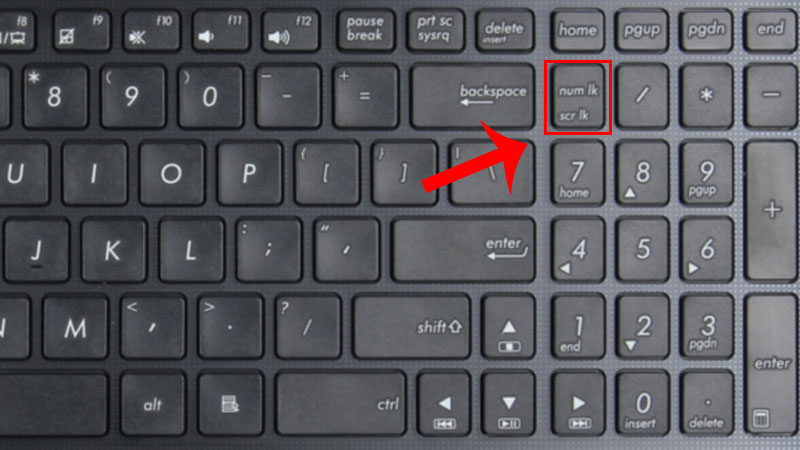 f8 f9 f10 f11 f12 pause break prt sc sysrq delete insert home pgup pgdn end
* 8 ( 9 ) 0 _ - + = backspace num lk scr lk / * -
U I O P { [ } ] | \ 7 home 8 9 pgup +
J K L : ; “ ‘ enter 4 5 6
M < , > . ? / shift 1 end 2 3 pgdn enter
alt ctrl 0 insert . delete